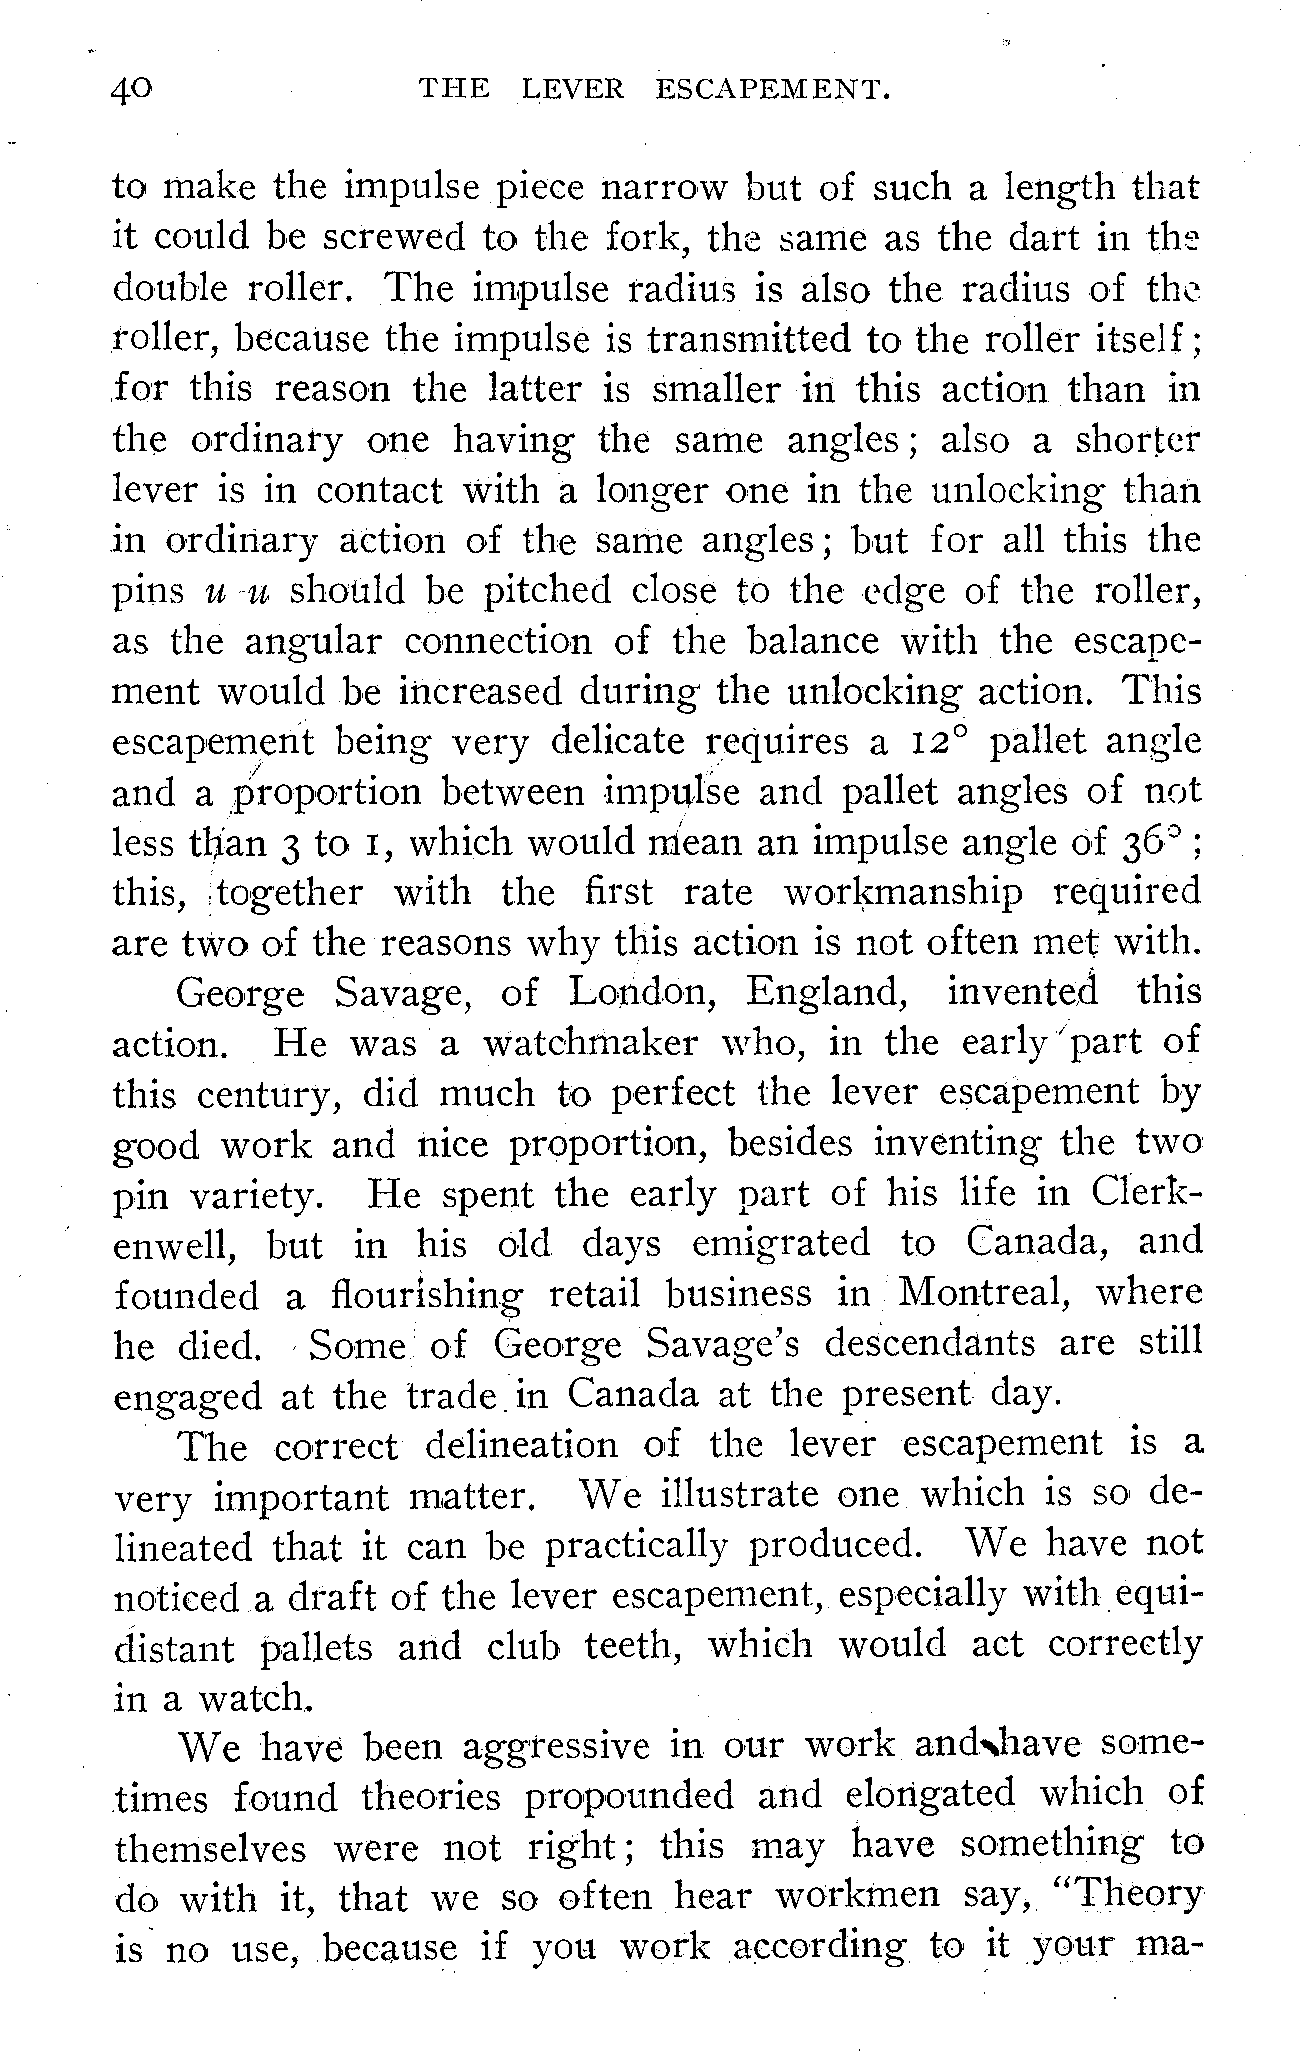 40 THE LEVER ESCAPEMENT.
to make the impulse piece narrow but of such a length that
it could be screwed to the fork, the same as the dart in the
double roller. The impulse radius is also the radius of the
roller, because the impulse is transmitted to the roller itself;
for this reason the latter is smaller in this action than in
the ordinary one having the same angles; also a shorter
lever is in contact with a longer one in the unlocking than
in ordinary action of the same angles; but for all this the
pins u u should be pitched close to the edge of the roller,
as the angular connection of the balance with the escape-
ment would be increased during the unlocking action. This
escapement being very delicate requires a 12° pallet angle
and a proportion between impulse and pallet angles of not
less than 3 to 1, which would mean an impulse angle of 36°;
this, together with the first rate workmanship required
are two of the reasons why this action is not often met with.
George Savage, of London, England, invented this
action. He was a watchmaker who, in the early part of
this century, did much to perfect the lever escapement by
good work and nice proportion, besides inventing the two
pin variety. He spent the early part of his life in Clerk-
enwell, but in his old days emigrated to Canada, and
founded a flourishing retail business in Montreal, where
he died. Some of George Savage's descendants are still
engaged at the trade in Canada at the present day.
The correct delineation of the lever escapement is a
very important matter. We illustrate one which is so de-
lineated that it can be practically produced. We have not
noticed a draft of the lever escapement, especially with equi-
distant pallets and club teeth, which would act correctly
in a watch.
We have been aggressive in our work and have some-
times found theories propounded and elongated which of
themselves were not right; this may have something to
do with it, that we so often hear workmen say, "Theory
is no use, because if you work according to it your ma-